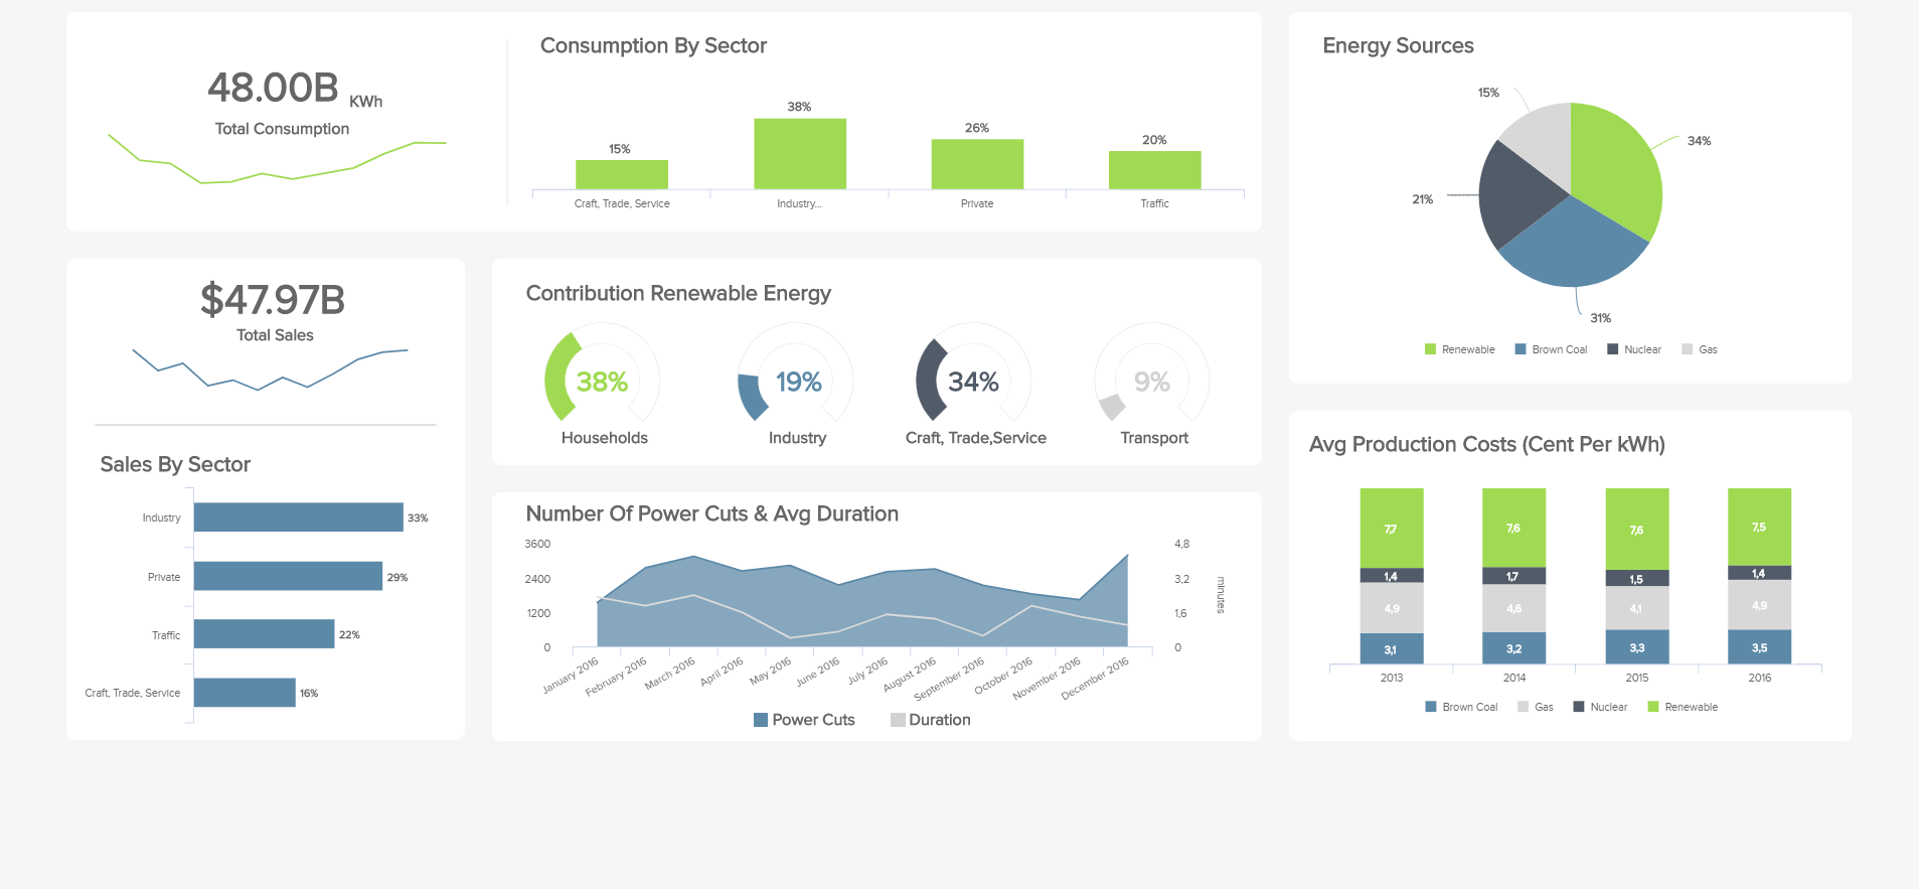 48.00B KWh
Total Consumption
Consumption By Sector
15%
38%
26%
20%
Craft, Trade, Service
Industry...
Private
Traffic
Energy Sources
15%
34%
21%
31%
Renewable
Brown Coal
Nuclear
Gas
$47.97B
Total Sales
Sales By Sector
Industry 33%
Private 29%
Traffic 22%
Craft, Trade, Service 16%
Contribution Renewable Energy
38%
Households
19%
Industry
34%
Craft, Trade,Service
9%
Transport
Number Of Power Cuts & Avg Duration
3600
2400
1200
0
4,8
3,2
1,6
0
minutes
January 2016
February 2016
March 2016
April 2016
May 2016
June 2016
July 2016
August 2016
September 2016
October 2016
November 2016
December 2016
Power Cuts
Duration
Avg Production Costs (Cent Per kWh)
7,7
7,6
7,6
7,5
1,4
1,7
1,5
1,4
4,9
4,6
4,1
4,9
3,1
3,2
3,3
3,5
2013
2014
2015
2016
Brown Coal
Gas
Nuclear
Renewable